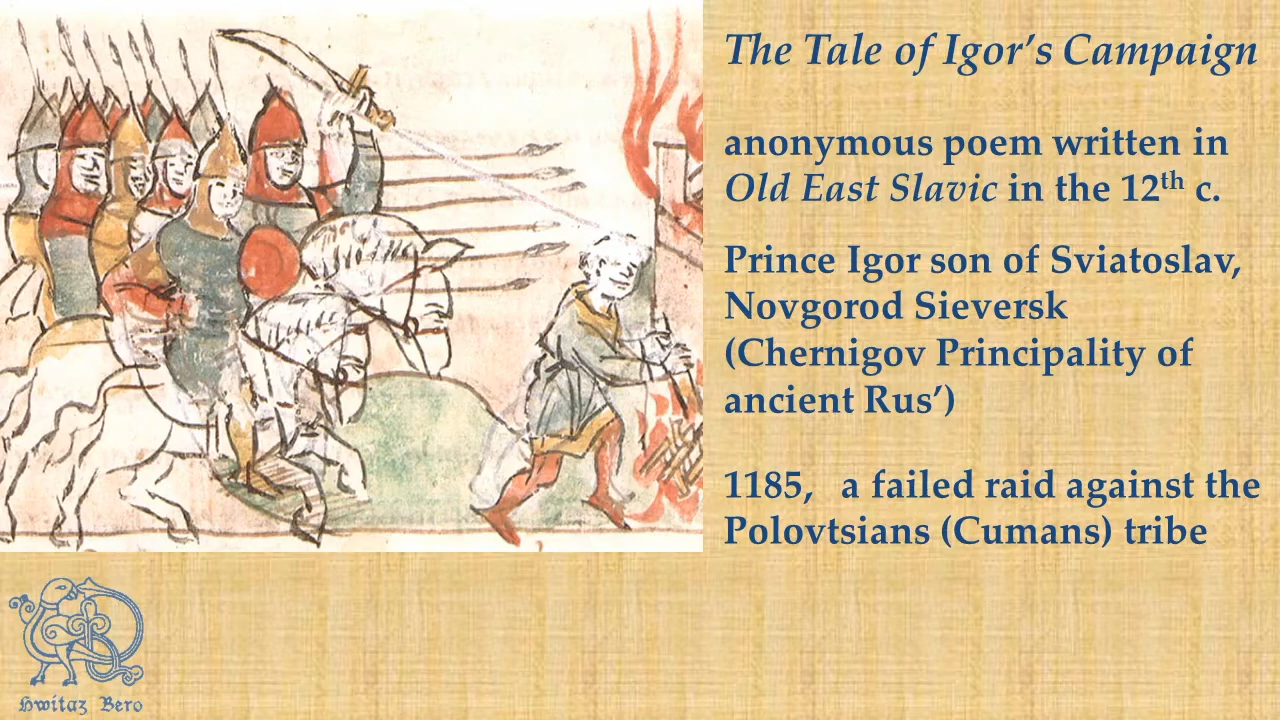 The Tale of Igor’s Campaign
anonymous poem written in
Old East Slavic in the 12th c.
Prince Igor son of Sviatoslav,
Novgorod Sieversk
(Chernigov Principality of
ancient Rus’)
1185, a failed raid against the
Polovtsians (Cumans) tribe
Hwitaz Bero